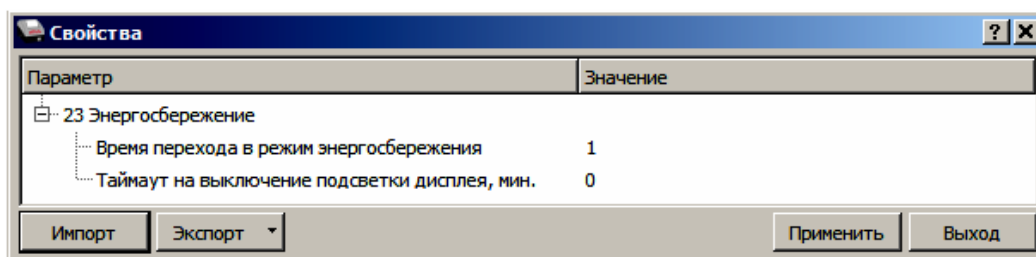 Свойства
Параметр Значение
23 Энергосбережение
Время перехода в режим энергосбережения 1
Таймаут на выключение подсветки дисплея, мин. 0
Импорт Экспорт Применить Выход